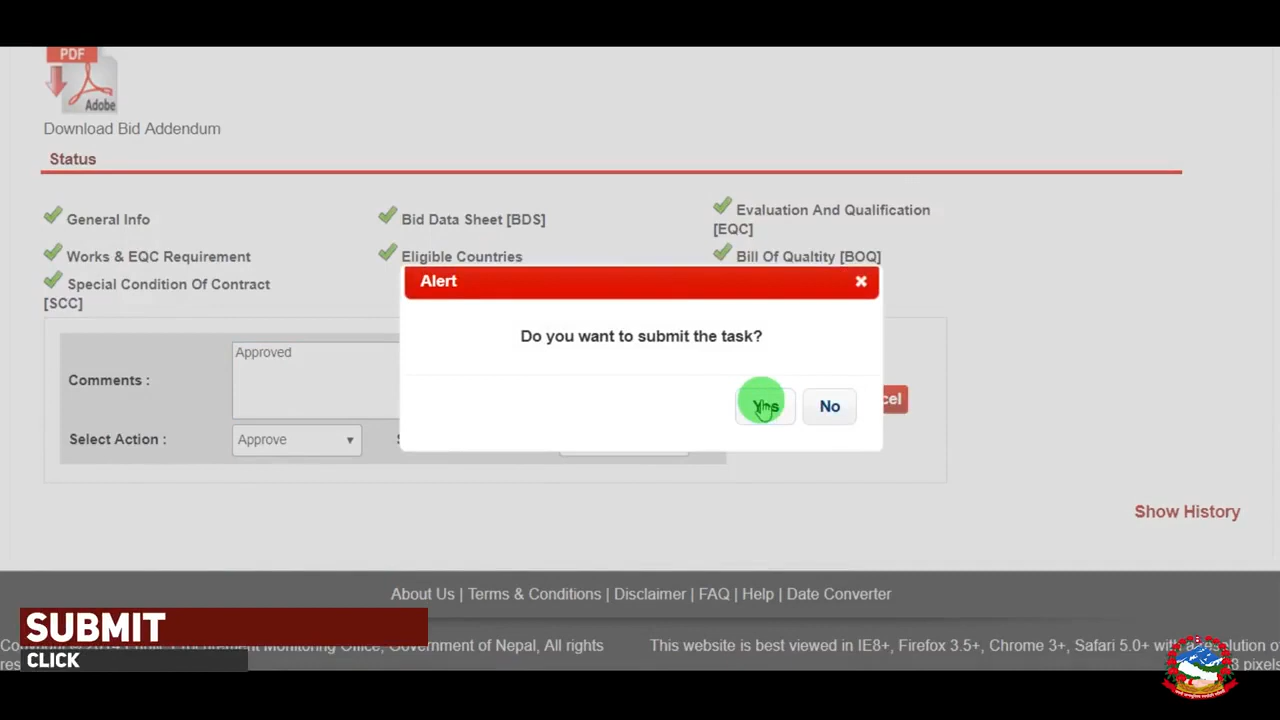 PDF
Adobe
Download Bid Addendum
Status
General Info
Bid Data Sheet [BDS]
Evaluation And Qualification
[EQC]
Works & EQC Requirement
Eligible Countries
Bill Of Qualtity [BOQ]
Special Condition Of Contract
[SCC]
Alert
Do you want to submit the task?
Yes
No
Comments :
Approved
Select Action :
Approve
Show History
About Us | Terms & Conditions | Disclaimer | FAQ | Help | Date Converter
Government of Nepal, All rights
This website is best viewed in IE8+, Firefox 3.5+, Chrome 3+, Safari 5.0+ with
of
pixels
SUBMIT
CLICK